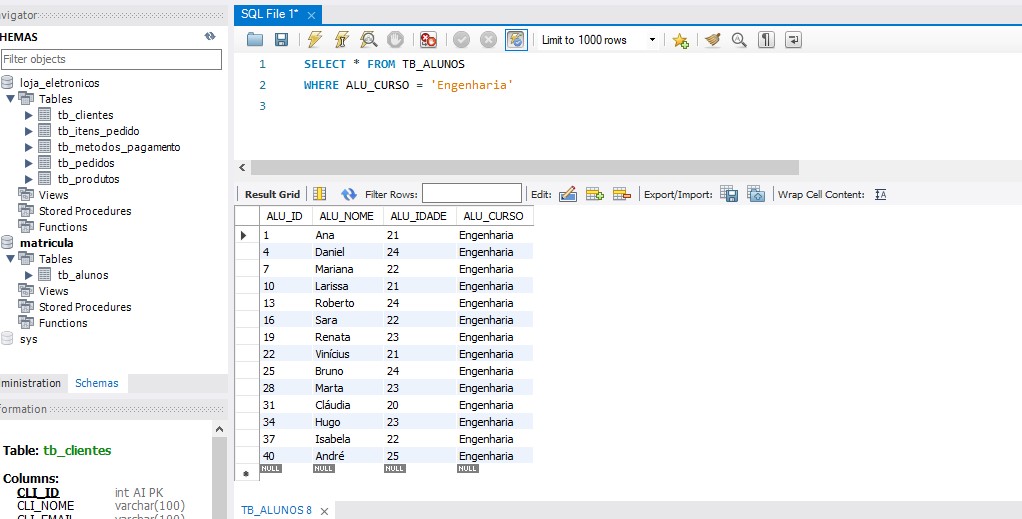 avigator
SQL File 1*
HEMAS
Filter objects
loja_eletronicos
Tables
tb_clientes
tb_itens_pedido
tb_metodos_pagamento
tb_pedidos
tb_produtos
Views
Stored Procedures
Functions
matricula
Tables
tb_alunos
Views
Stored Procedures
Functions
sys
ministration Schemas
formation
Table: tb_clientes
Columns:
CLI_ID int AI PK
CLI_NOME varchar(100)
CLI_EMAIL varchar(100)
Limit to 1000 rows
1 SELECT * FROM TB_ALUNOS
2 WHERE ALU_CURSO = 'Engenharia'
3
Result Grid Filter Rows: Edit: Export/Import: Wrap Cell Content:
ALU_ID ALU_NOME ALU_IDADE ALU_CURSO
1 Ana 21 Engenharia
4 Daniel 24 Engenharia
7 Mariana 22 Engenharia
10 Larissa 21 Engenharia
13 Roberto 24 Engenharia
16 Sara 22 Engenharia
19 Renata 23 Engenharia
22 Vinícius 21 Engenharia
25 Bruno 24 Engenharia
28 Marta 23 Engenharia
31 Cláudia 20 Engenharia
34 Hugo 23 Engenharia
37 Isabela 22 Engenharia
40 André 25 Engenharia
NULL NULL NULL NULL
TB_ALUNOS 8